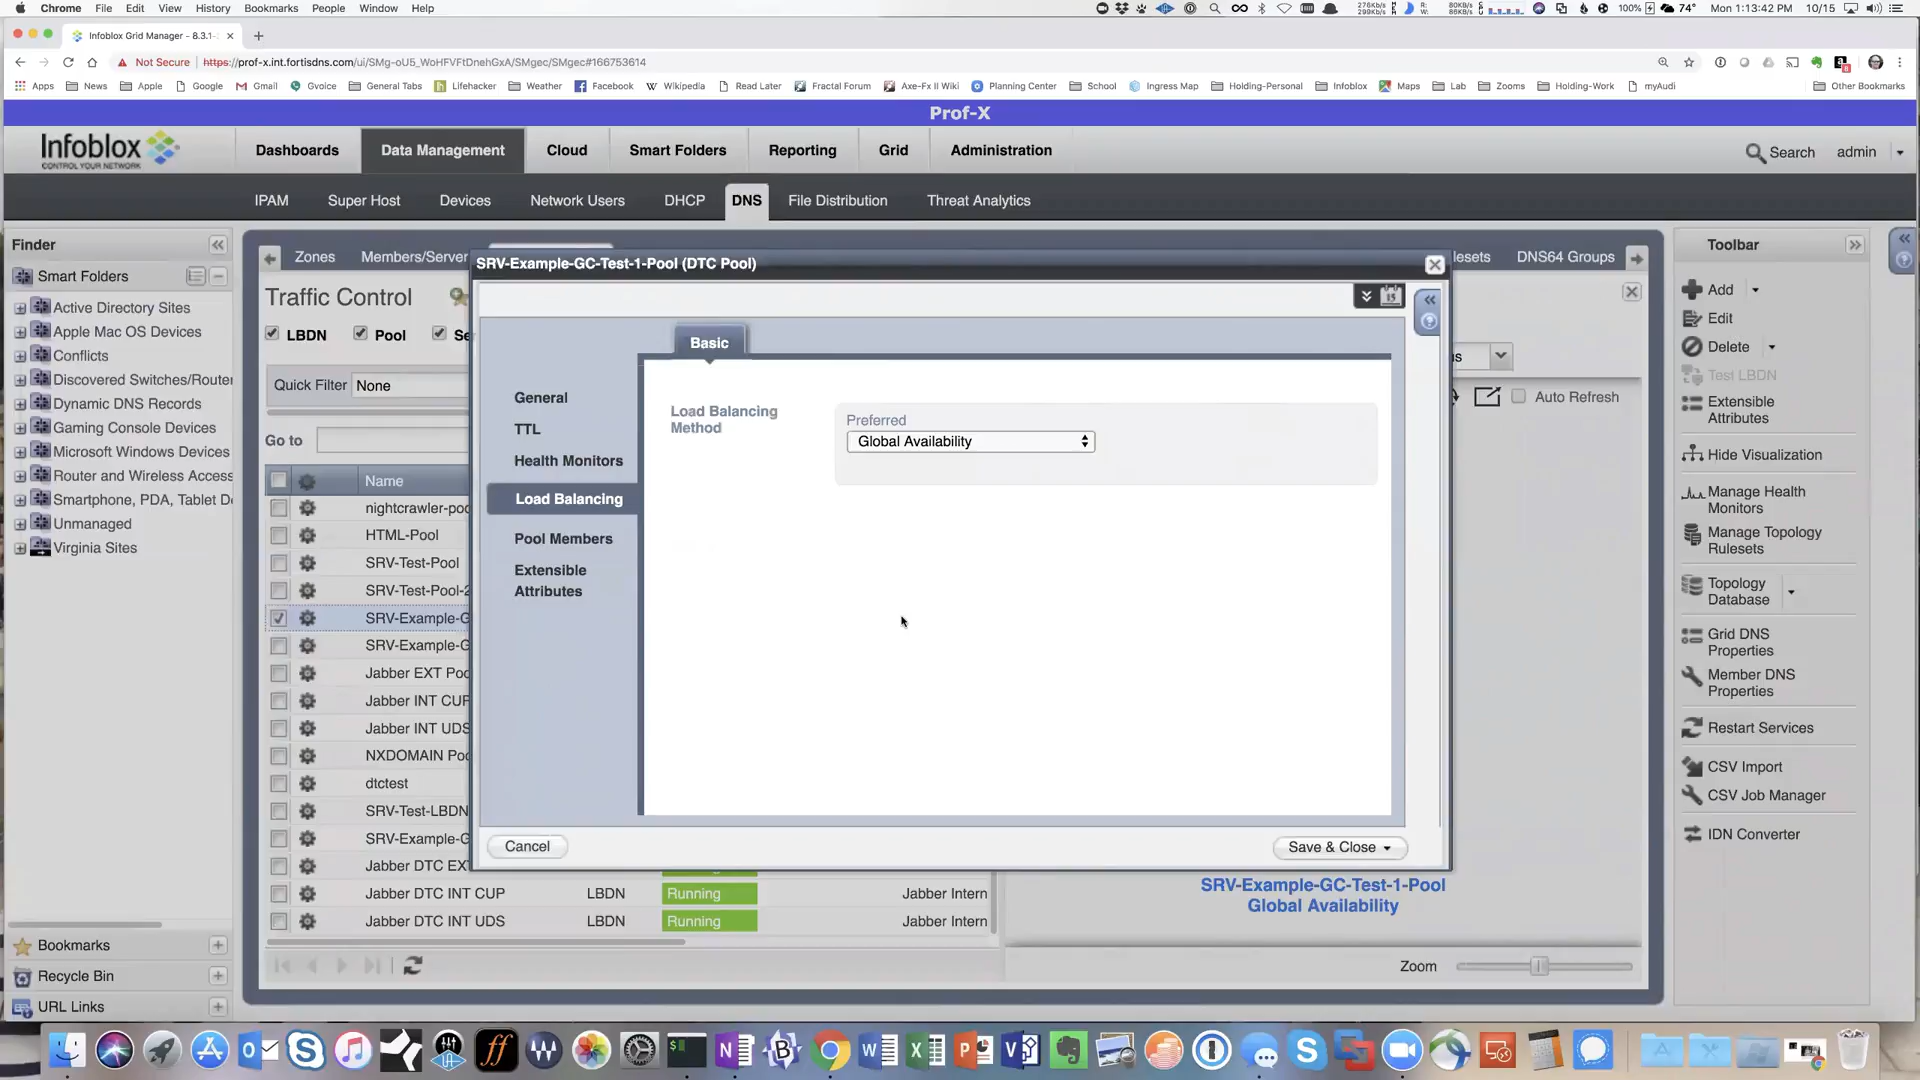 Chrome File Edit View History Bookmarks People Window Help
276Kb/s 299Kb/s R: W: 80KB/s 86KB/s 100% 74° Mon 1:13:42 PM 10/15
Infoblox Grid Manager - 8.3.1-
Not Secure https://prof-x.int.fortisdns.com/ui/SMg-oU5_WoHFVFtDnehGxA/SMgec/SMgec#166753614
Apps News Apple Google Gmail Gvoice General Tabs Lifehacker Weather Facebook Wikipedia Read Later Fractal Forum Axe-Fx II Wiki Planning Center School Ingress Map Holding-Personal Infoblox Maps Lab Zooms Holding-Work myAudi Other Bookmarks
Prof-X
Infoblox
CONTROL YOUR NETWORK
Dashboards Data Management Cloud Smart Folders Reporting Grid Administration
Search admin
IPAM Super Host Devices Network Users DHCP DNS File Distribution Threat Analytics
Finder
Smart Folders
Active Directory Sites
Apple Mac OS Devices
Conflicts
Discovered Switches/Router
Dynamic DNS Records
Gaming Console Devices
Microsoft Windows Devices
Router and Wireless Access
Smartphone, PDA, Tablet De
Unmanaged
Virginia Sites
Bookmarks
Recycle Bin
URL Links
Zones Members/Server
lesets DNS64 Groups
Traffic Control
LBDN Pool Se
Quick Filter None
us
Go to
Auto Refresh
Name
nightcrawler-poo
HTML-Pool
SRV-Test-Pool
SRV-Test-Pool-2
SRV-Example-G
SRV-Example-G
Jabber EXT Poo
Jabber INT CUP
Jabber INT UDS
NXDOMAIN Poo
dtctest
SRV-Test-LBDN
SRV-Example-G
Jabber DTC EX
Jabber DTC INT CUP LBDN Running Jabber Intern
Jabber DTC INT UDS LBDN Running Jabber Intern
SRV-Example-GC-Test-1-Pool (DTC Pool)
Basic
General
TTL
Health Monitors
Load Balancing
Pool Members
Extensible
Attributes
Load Balancing
Method
Preferred
Global Availability
Cancel
Save & Close
SRV-Example-GC-Test-1-Pool
Global Availability
Zoom
Toolbar
Add
Edit
Delete
Test LBDN
Extensible
Attributes
Hide Visualization
Manage Health
Monitors
Manage Topology
Rulesets
Topology
Database
Grid DNS
Properties
Member DNS
Properties
Restart Services
CSV Import
CSV Job Manager
IDN Converter